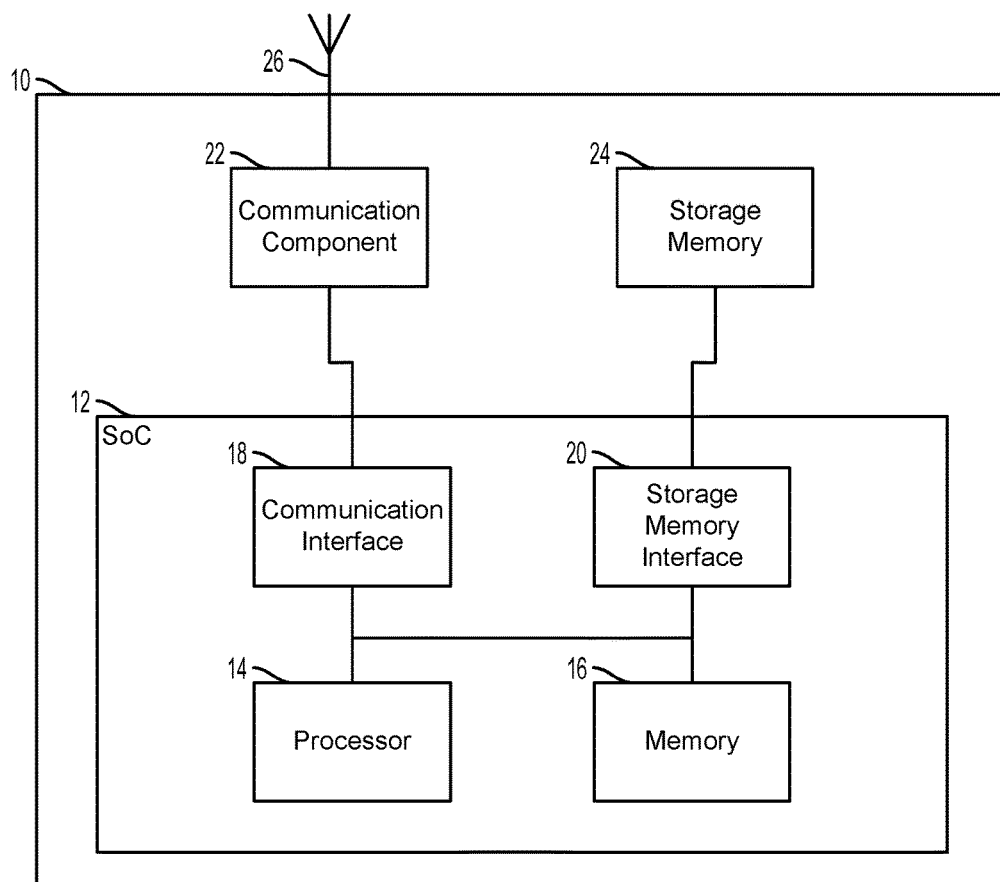 26
10
22
Communication
Component
24
Storage
Memory
12
SoC
18
Communication
Interface
20
Storage
Memory
Interface
14
Processor
16
Memory